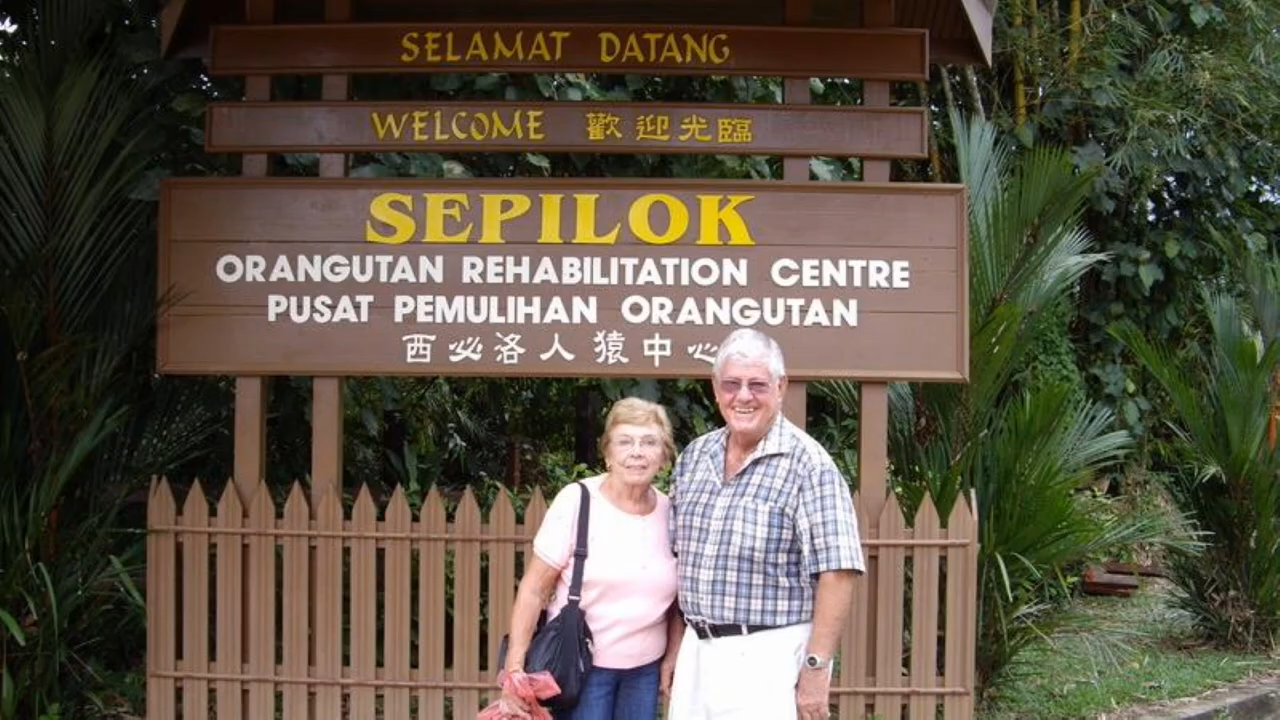 SELAMAT DATANG
WELCOME 歡迎光臨
SEPILOK
ORANGUTAN REHABILITATION CENTRE
PUSAT PEMULIHAN ORANGUTAN
西必洛人猿中心